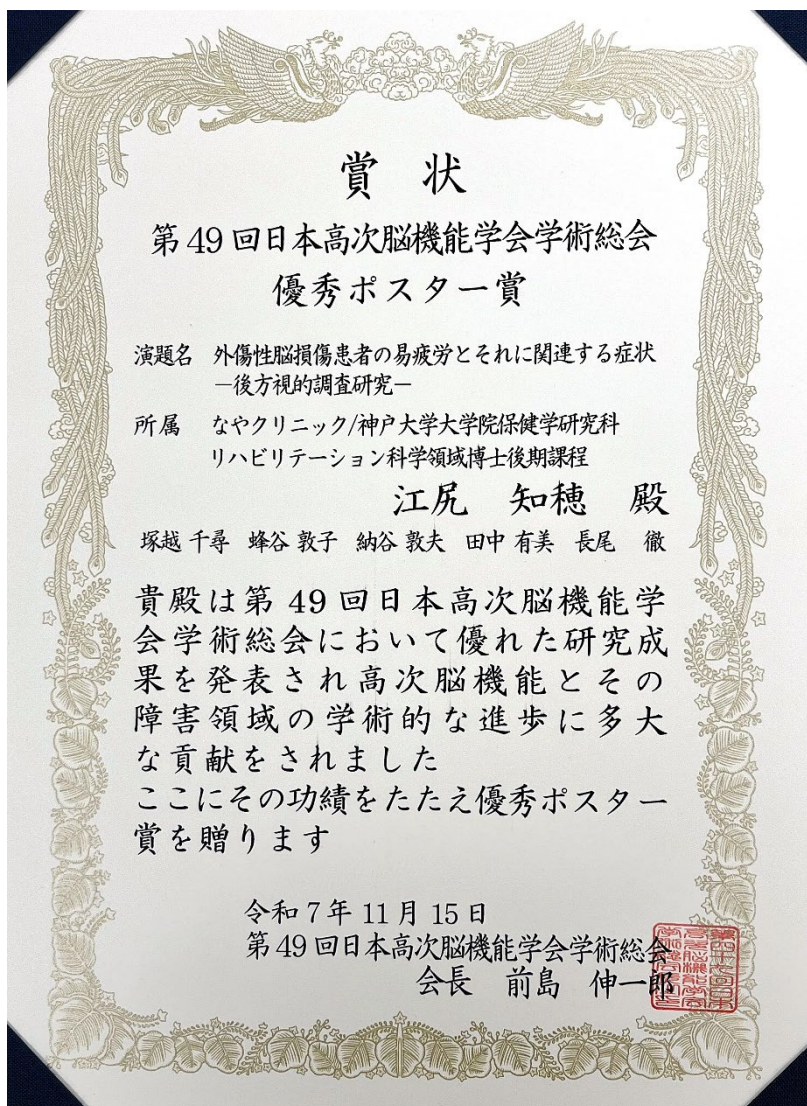 賞 状
第49回日本高次脳機能学会学術総会
優秀ポスター賞
演題名 外傷性脳損傷患者の易疲労とそれに関連する症状
－後方視的調査研究－
所属 なやクリニック/神戸大学大学院保健学研究科
リハビリテーション科学領域博士後期課程
江尻 知穂 殿
塚越 千尋 蜂谷 敦子 納谷 敦夫 田中 有美 長尾 徹
貴殿は第 49 回日本高次脳機能学
会学術総会において優れた研究成
果を発表され高次脳機能とその
障害領域の学術的な進歩に多大
な貢献をされました
ここにその功績をたたえ優秀ポスター
賞を贈ります
令和7年 11月 15日
第49回日本高次脳機能学会学術総会
会長 前島 伸一郎